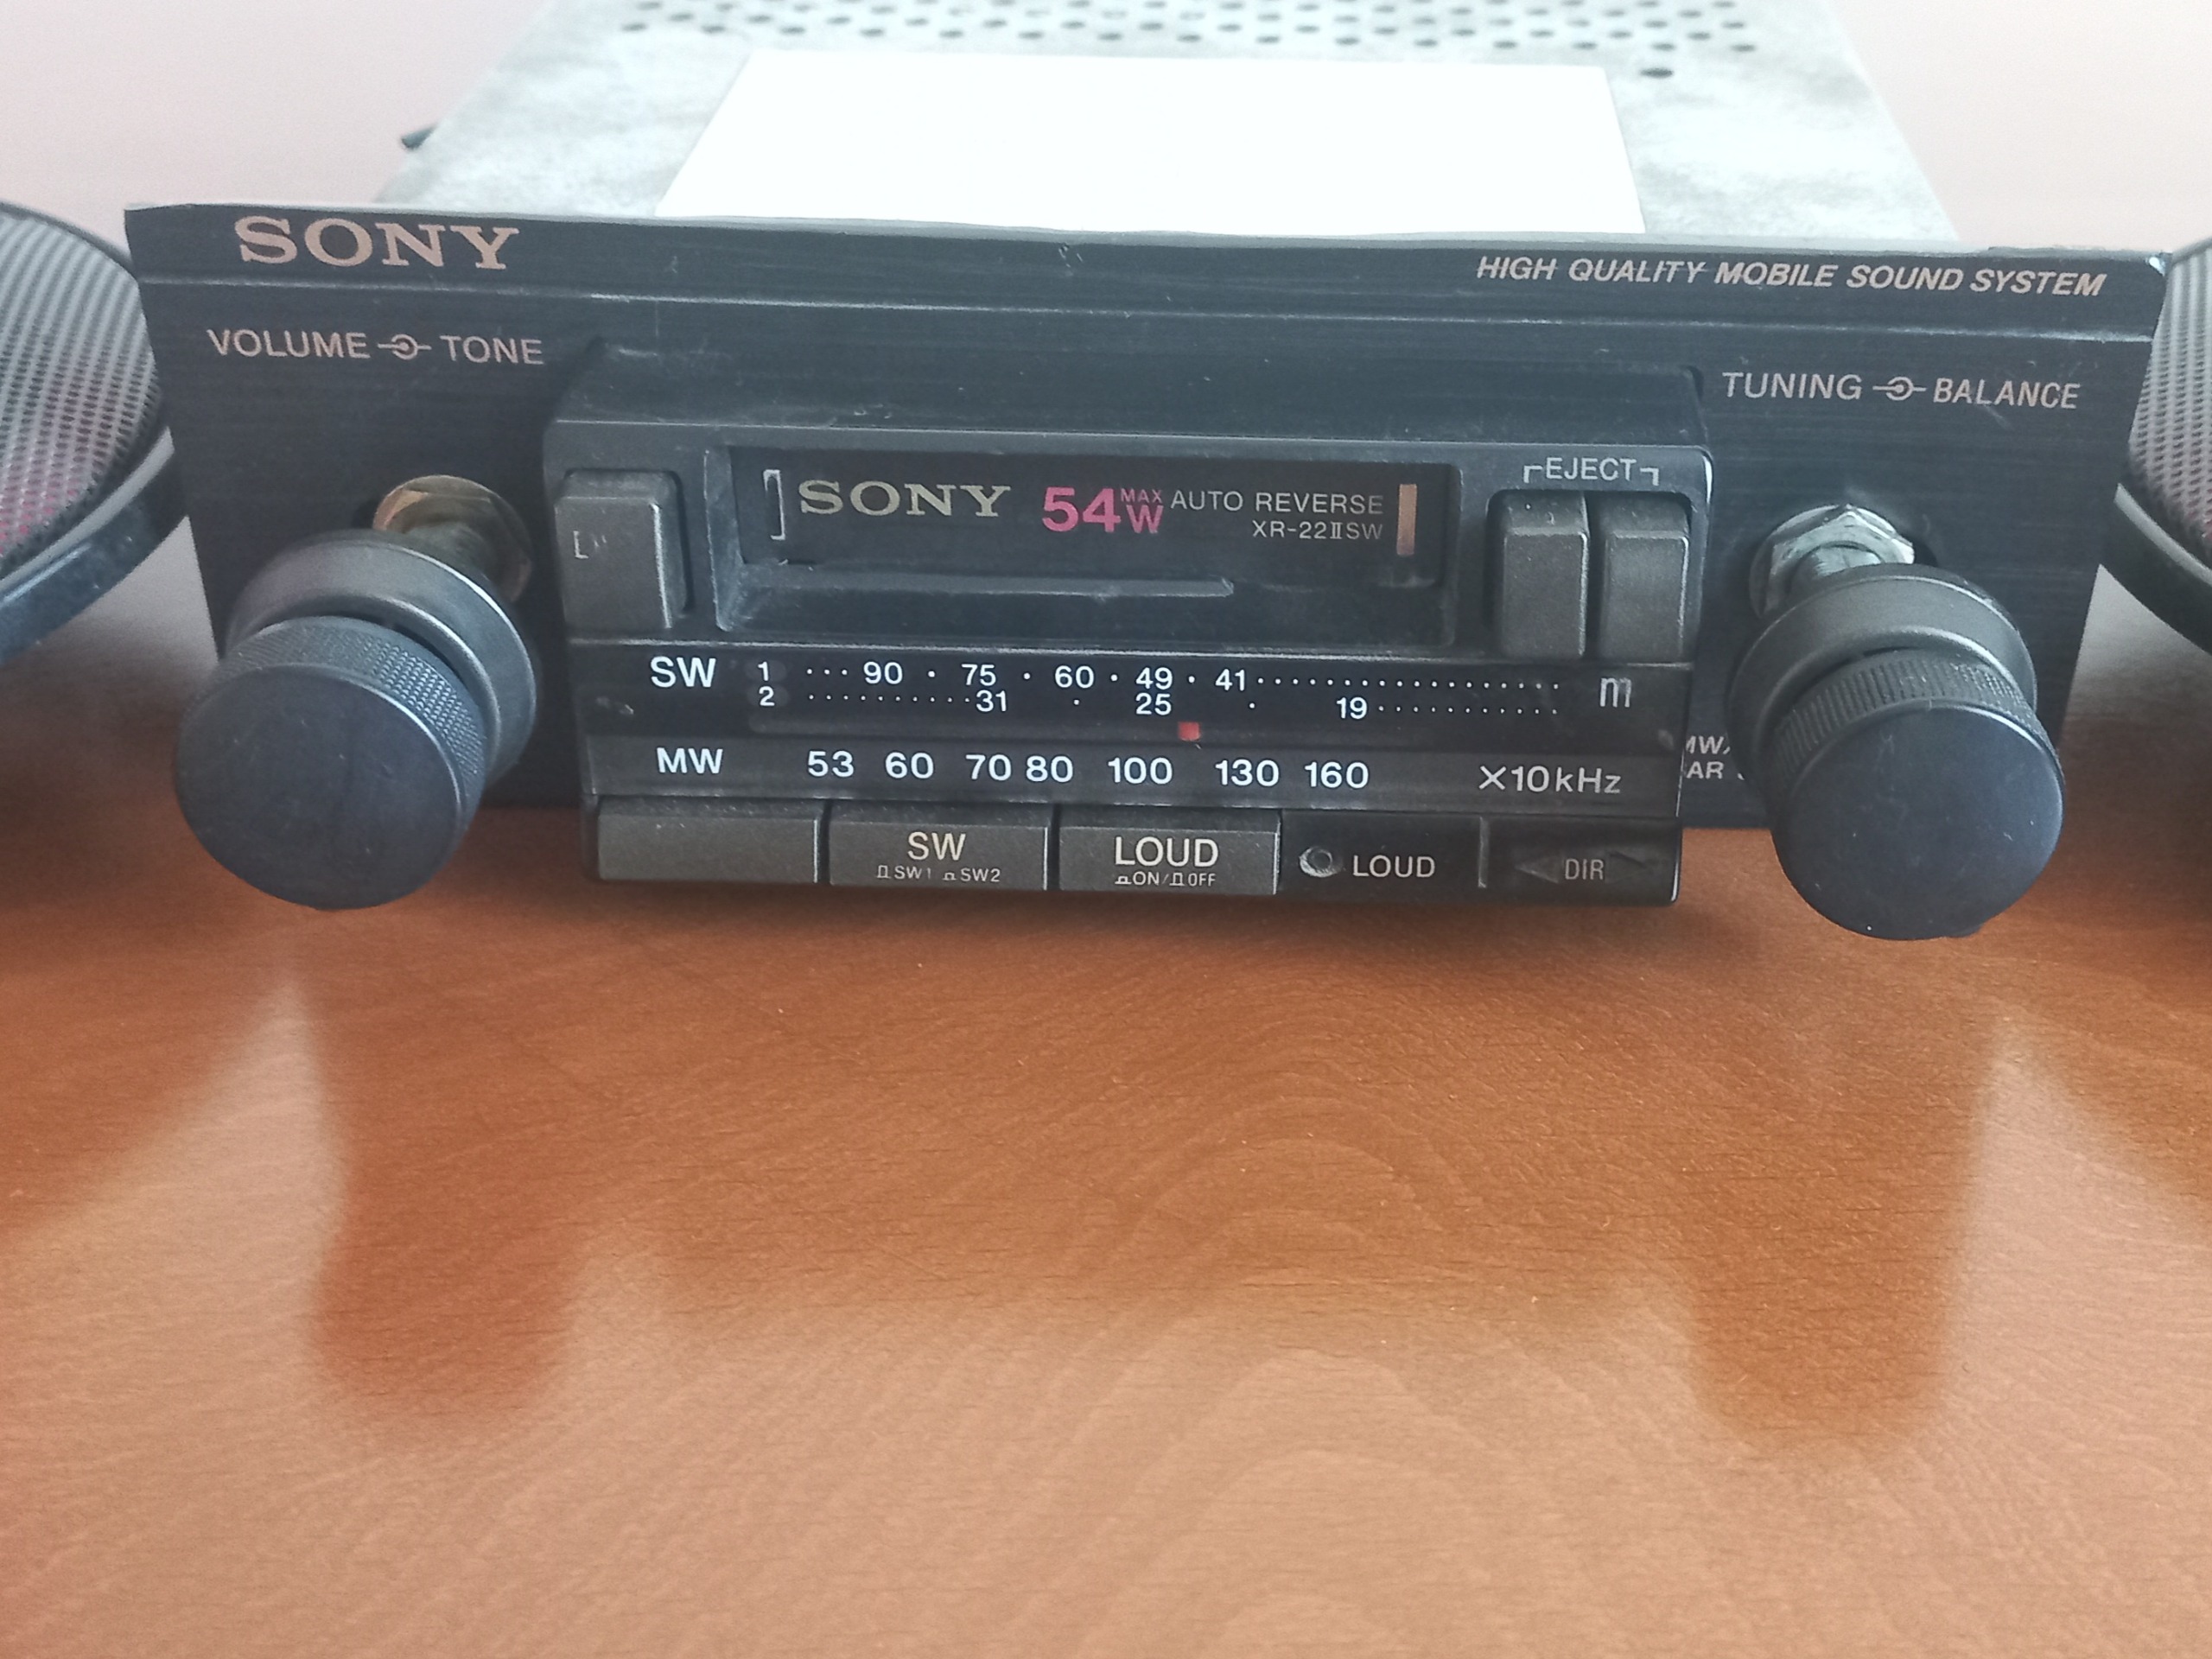 SONY
HIGH QUALITY MOBILE SOUND SYSTEM
VOLUME TONE
TUNING BALANCE
EJECT
SONY 54 MAX W AUTO REVERSE
XR-22IISW
SW 1 90 75 60 49 41 m
2 31 25 19
MW 53 60 70 80 100 130 160 X10kHz
SW
SW1 SW2
LOUD
ON/OFF
LOUD
DIR